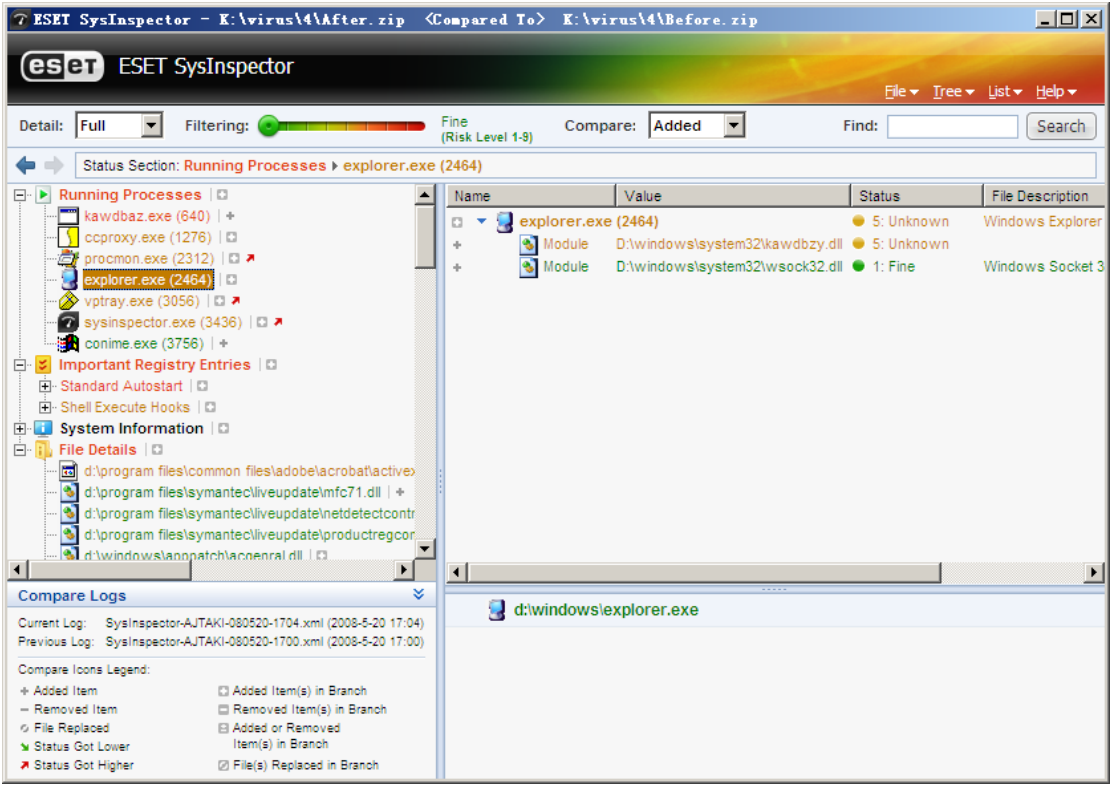 ESET SysInspector - K:\virus\4\After.zip <Compared To> K:\virus\4\Before.zip
eset ESET SysInspector
File Tree List Help
Detail: Full Filtering: Fine (Risk Level 1-9) Compare: Added Find: Search
Status Section: Running Processes explorer.exe (2464)
Running Processes
kawdbaz.exe (640)
ccproxy.exe (1276)
procmon.exe (2312)
explorer.exe (2464)
vptray.exe (3056)
sysinspector.exe (3436)
conime.exe (3756)
Important Registry Entries
Standard Autostart
Shell Execute Hooks
System Information
File Details
d:\program files\common files\adobe\acrobat\activex
d:\program files\symantec\liveupdate\mfc71.dll
d:\program files\symantec\liveupdate\netdetectcontr
d:\program files\symantec\liveupdate\productregcor
d:\windows\apppatch\acgenral.dll
Name Value Status File Description
explorer.exe (2464) 5: Unknown Windows Explorer
Module D:\windows\system32\kawdbzy.dll 5: Unknown
Module D:\windows\system32\wsock32.dll 1: Fine Windows Socket 3
Compare Logs
Current Log: SysInspector-AJTAKI-080520-1704.xml (2008-5-20 17:04)
Previous Log: SysInspector-AJTAKI-080520-1700.xml (2008-5-20 17:00)
Compare Icons Legend:
+ Added Item
Added Item(s) in Branch
− Removed Item
Removed Item(s) in Branch
File Replaced
Added or Removed
Item(s) in Branch
Status Got Lower
Status Got Higher
File(s) Replaced in Branch
d:\windows\explorer.exe